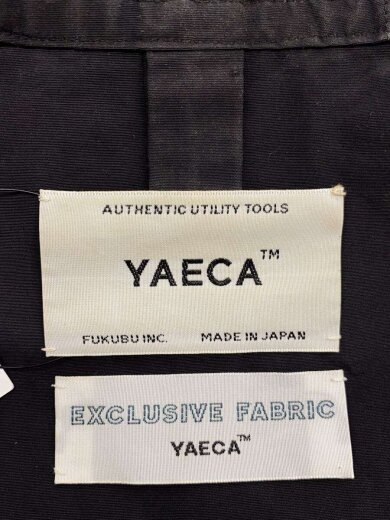 AUTHENTIC UTILITY TOOLS
YAECA™
FUKUBU INC. MADE IN JAPAN
EXCLUSIVE FABRIC
YAECA™